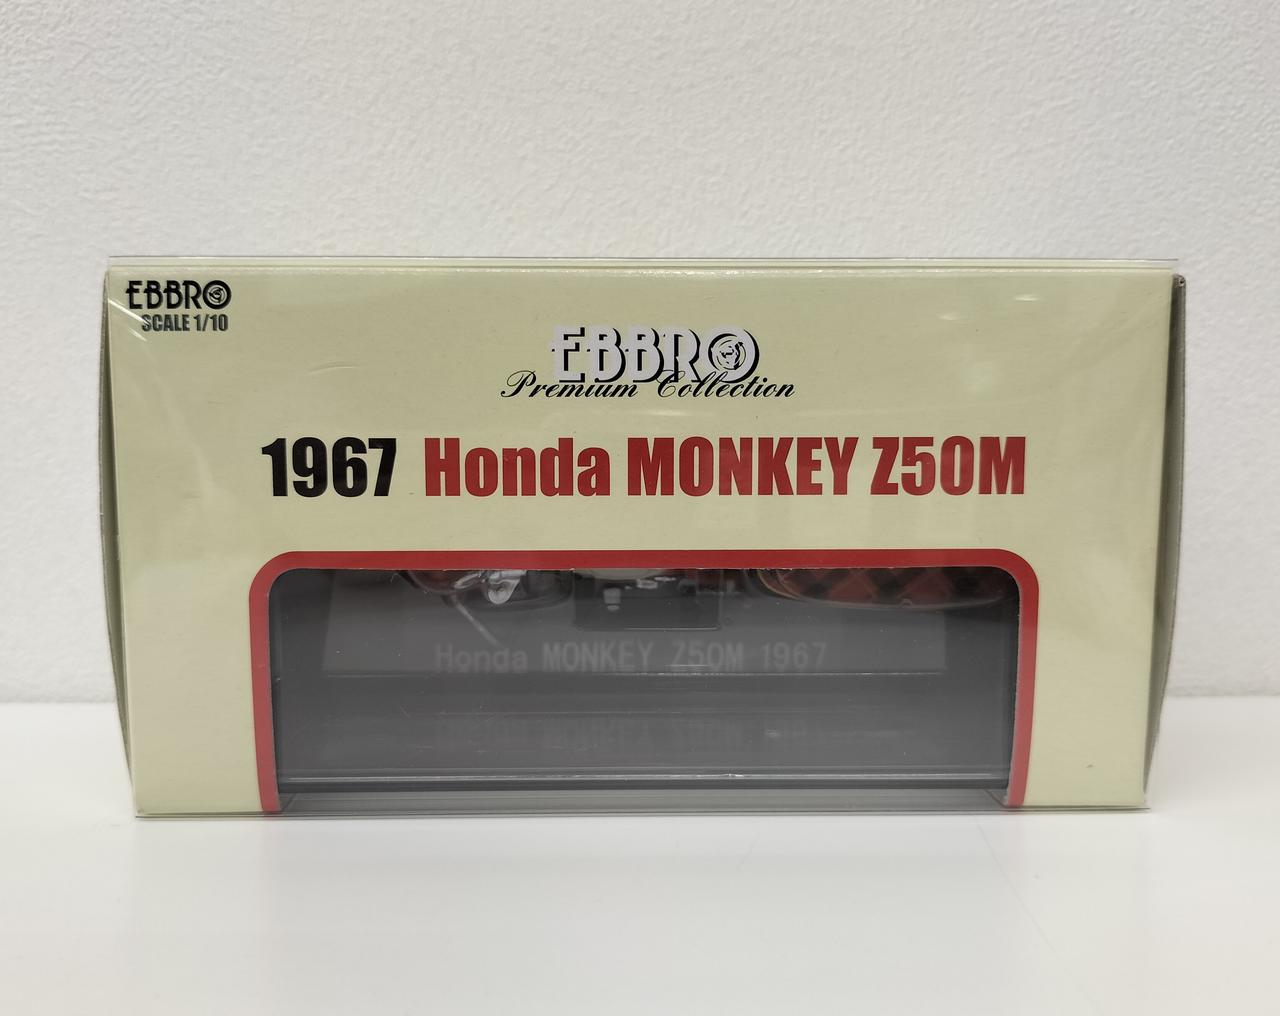 EBBRO
SCALE 1/10
EBBRO
Premium Collection
1967 Honda MONKEY Z50M
Honda MONKEY Z50M 1967